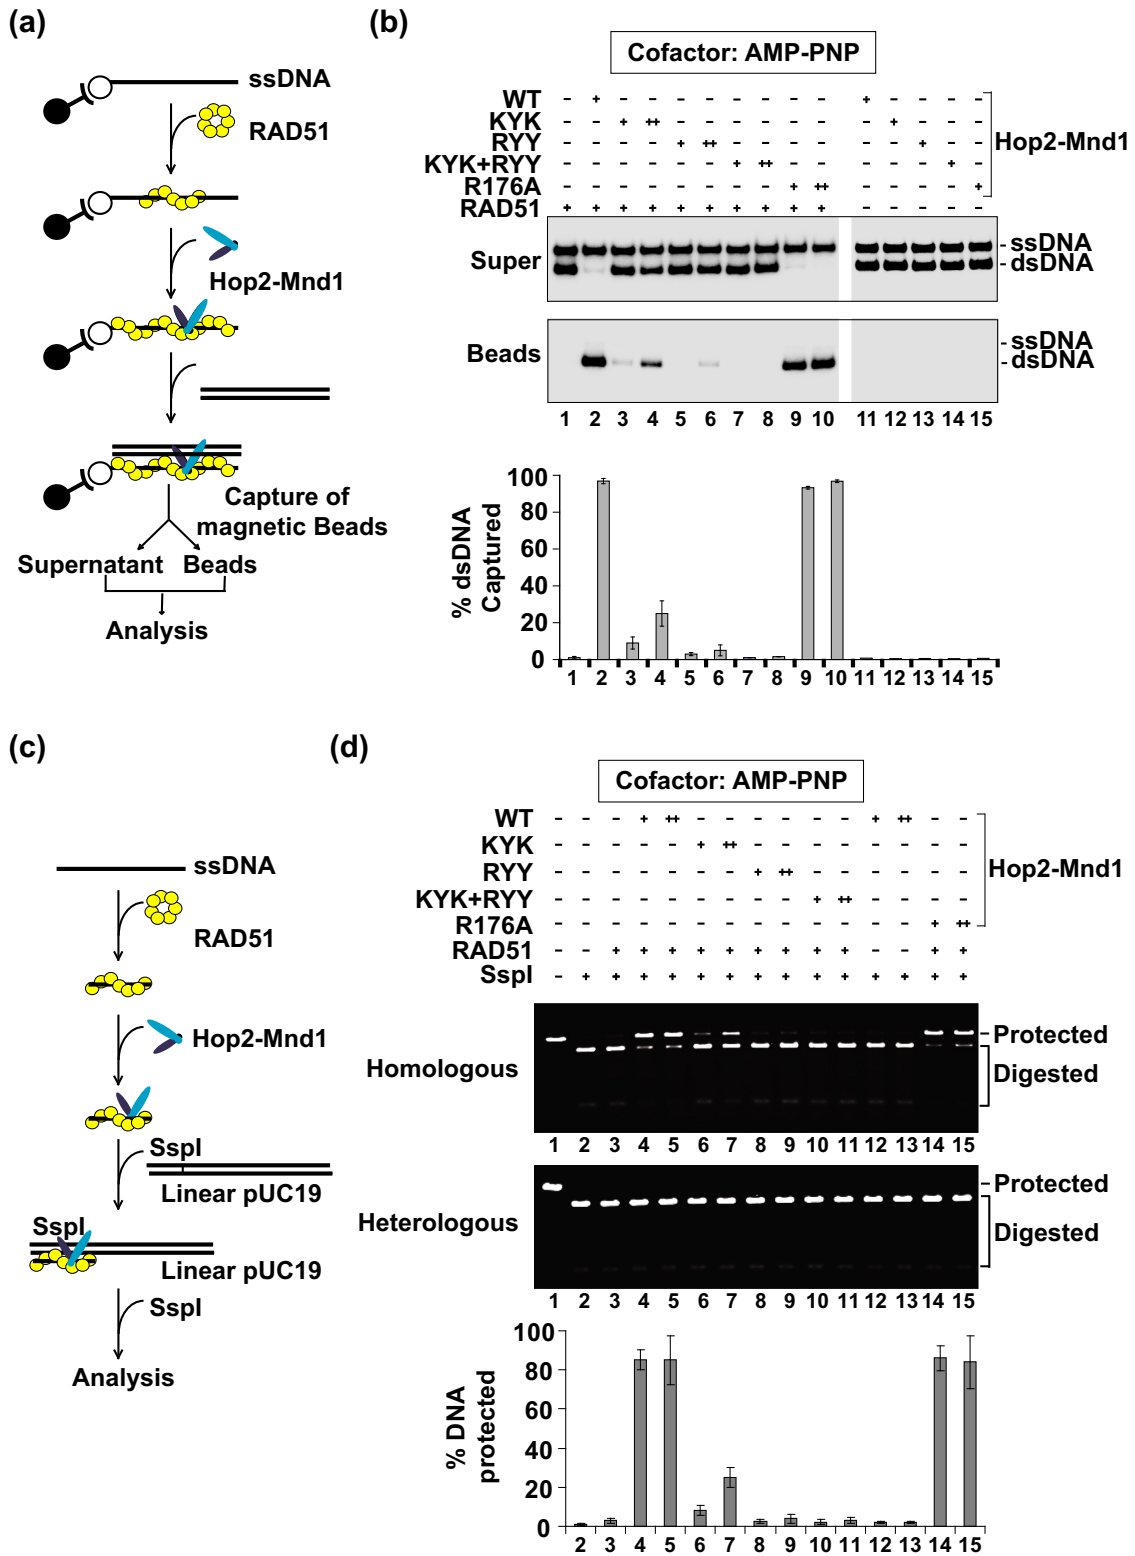 (a)
ssDNA
RAD51
Hop2-Mnd1
Capture of
magnetic Beads
Supernatant Beads
Analysis
(b)
Cofactor: AMP-PNP
WT - + - - - - - - - - + - - - -
KYK - - + ++ - - - - - - - + - - -
RYY - - - - + ++ - - - - - - + - -
KYK+RYY - - - - - - + ++ - - - - - + -
R176A - - - - - - - - + ++ - - - - +
RAD51 + + + + + + + + + + - - - - -
Hop2-Mnd1
Super
ssDNA
dsDNA
Beads
ssDNA
dsDNA
1 2 3 4 5 6 7 8 9 10 11 12 13 14 15
% dsDNA
Captured
100
80
60
40
20
0
1 2 3 4 5 6 7 8 9 10 11 12 13 14 15
(c)
ssDNA
RAD51
Hop2-Mnd1
SspI
Linear pUC19
SspI
Linear pUC19
SspI
Analysis
(d)
Cofactor: AMP-PNP
WT - - - + ++ - - - - - - + ++ - -
KYK - - - - - + ++ - - - - - - - -
RYY - - - - - - - + ++ - - - - - -
KYK+RYY - - - - - - - - - + ++ - - - -
R176A - - - - - - - - - - - - - + ++
RAD51 - - + + + + + + + + + - - + +
SspI - + + + + + + + + + + + + + +
Hop2-Mnd1
Homologous
Protected
Digested
1 2 3 4 5 6 7 8 9 10 11 12 13 14 15
Heterologous
Protected
Digested
1 2 3 4 5 6 7 8 9 10 11 12 13 14 15
% DNA
protected
100
80
60
40
20
0
2 3 4 5 6 7 8 9 10 11 12 13 14 15